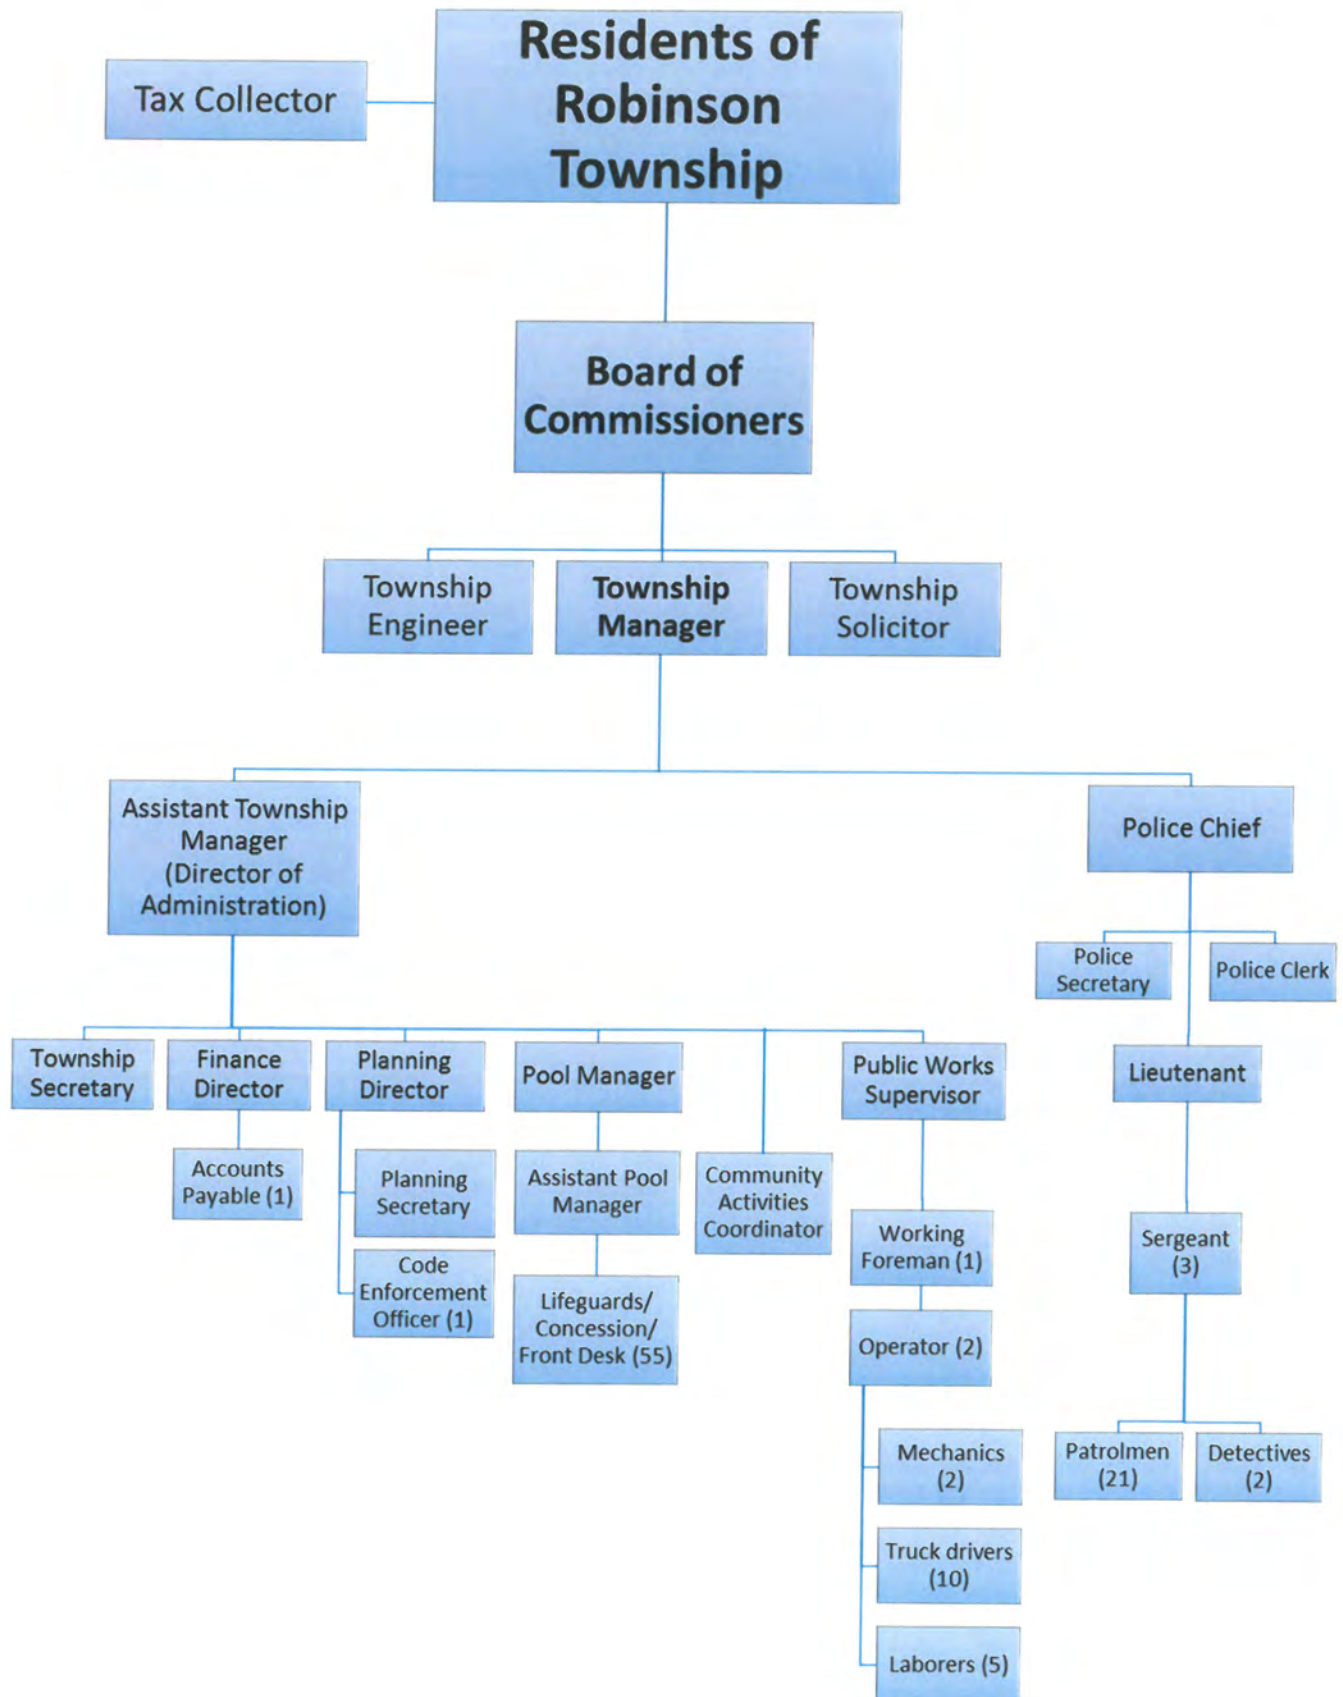 Residents of
Robinson
Township
Tax Collector
Board of
Commissioners
Township
Engineer
Township
Manager
Township
Solicitor
Assistant Township
Manager
(Director of
Administration)
Police Chief
Police
Secretary
Police Clerk
Township
Secretary
Finance
Director
Planning
Director
Pool Manager
Public Works
Supervisor
Lieutenant
Accounts
Payable (1)
Planning
Secretary
Assistant Pool
Manager
Community
Activities
Coordinator
Working
Foreman (1)
Sergeant
(3)
Code
Enforcement
Officer (1)
Lifeguards/
Concession/
Front Desk (55)
Operator (2)
Mechanics
(2)
Patrolmen
(21)
Detectives
(2)
Truck drivers
(10)
Laborers (5)